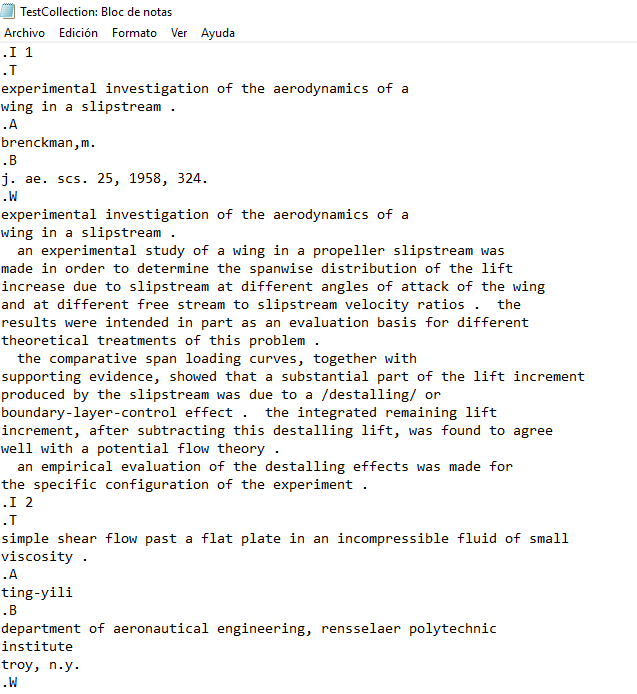 TestCollection: Bloc de notas
Archivo Edición Formato Ver Ayuda
.I 1
.T
experimental investigation of the aerodynamics of a
wing in a slipstream .
.A
brenckman,m.
.B
j. ae. scs. 25, 1958, 324.
.W
experimental investigation of the aerodynamics of a
wing in a slipstream .
  an experimental study of a wing in a propeller slipstream was
made in order to determine the spanwise distribution of the lift
increase due to slipstream at different angles of attack of the wing
and at different free stream to slipstream velocity ratios .  the
results were intended in part as an evaluation basis for different
theoretical treatments of this problem .
  the comparative span loading curves, together with
supporting evidence, showed that a substantial part of the lift increment
produced by the slipstream was due to a /destalling/ or
boundary-layer-control effect .  the integrated remaining lift
increment, after subtracting this destalling lift, was found to agree
well with a potential flow theory .
  an empirical evaluation of the destalling effects was made for
the specific configuration of the experiment .
.I 2
.T
simple shear flow past a flat plate in an incompressible fluid of small
viscosity .
.A
ting-yili
.B
department of aeronautical engineering, rensselaer polytechnic
institute
troy, n.y.
.W